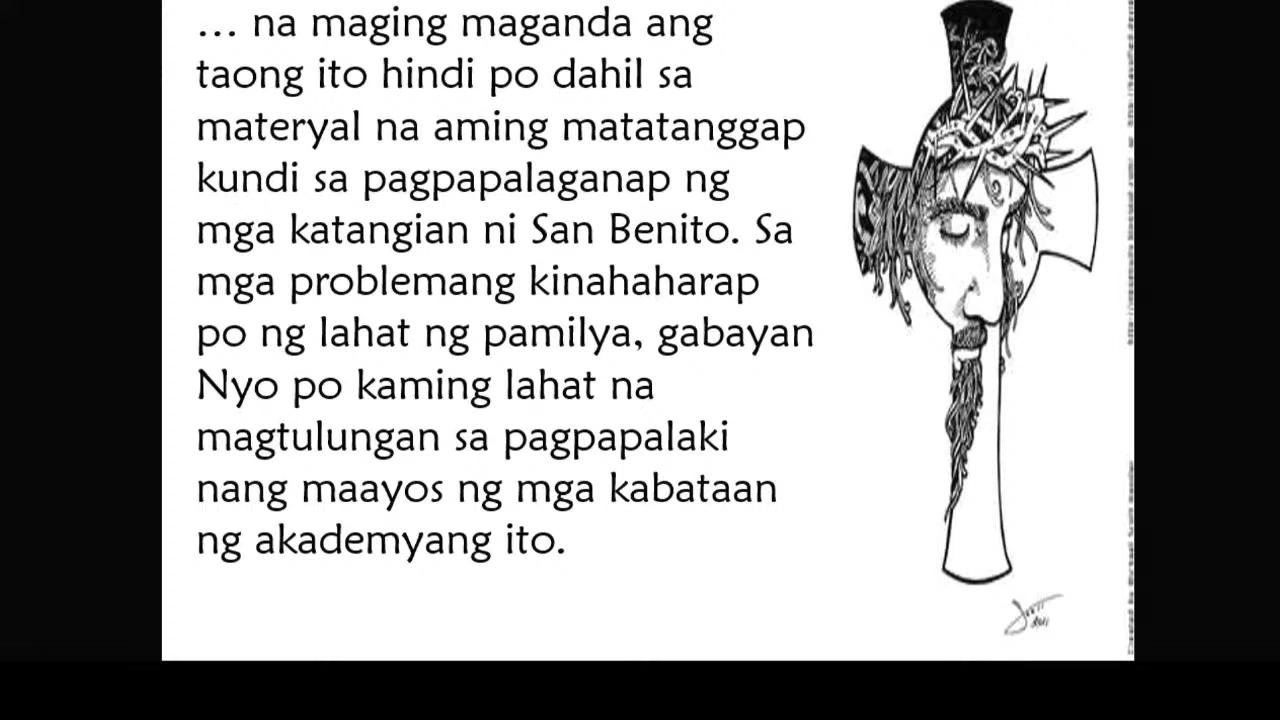 … na maging maganda ang
taong ito hindi po dahil sa
materyal na aming matatanggap
kundi sa pagpapalaganap ng
mga katangian ni San Benito. Sa
mga problemang kinahaharap
po ng lahat ng pamilya, gabayan
Nyo po kaming lahat na
magtulungan sa pagpapalaki
nang maayos ng mga kabataan
ng akademyang ito.